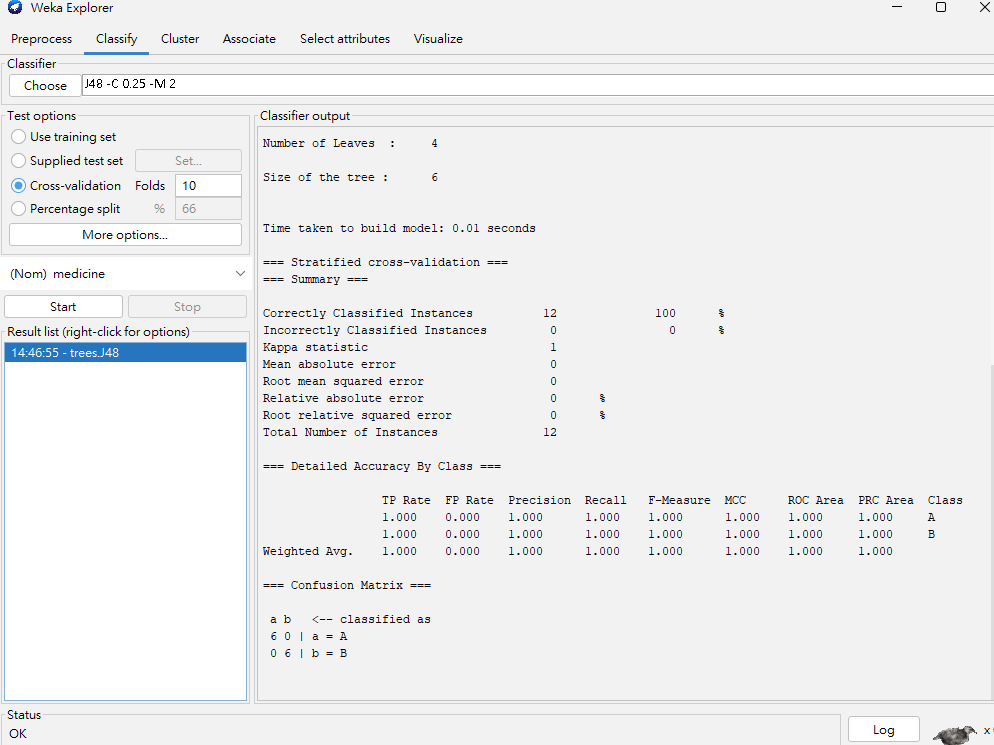 Weka Explorer
Preprocess Classify Cluster Associate Select attributes Visualize
Classifier
Choose J48 -C 0.25 -M 2
Test options
Use training set
Supplied test set Set...
Cross-validation Folds 10
Percentage split % 66
More options...
(Nom) medicine
Start Stop
Result list (right-click for options)
14:46:55 - trees.J48
Classifier output
Number of Leaves : 4
Size of the tree : 6
Time taken to build model: 0.01 seconds
=== Stratified cross-validation ===
=== Summary ===
Correctly Classified Instances 12 100 %
Incorrectly Classified Instances 0 0 %
Kappa statistic 1
Mean absolute error 0
Root mean squared error 0
Relative absolute error 0 %
Root relative squared error 0 %
Total Number of Instances 12
=== Detailed Accuracy By Class ===
TP Rate FP Rate Precision Recall F-Measure MCC ROC Area PRC Area Class
1.000 0.000 1.000 1.000 1.000 1.000 1.000 1.000 A
1.000 0.000 1.000 1.000 1.000 1.000 1.000 1.000 B
Weighted Avg. 1.000 0.000 1.000 1.000 1.000 1.000 1.000 1.000
=== Confusion Matrix ===
a b <-- classified as
6 0 | a = A
0 6 | b = B
Status
OK
Log
x